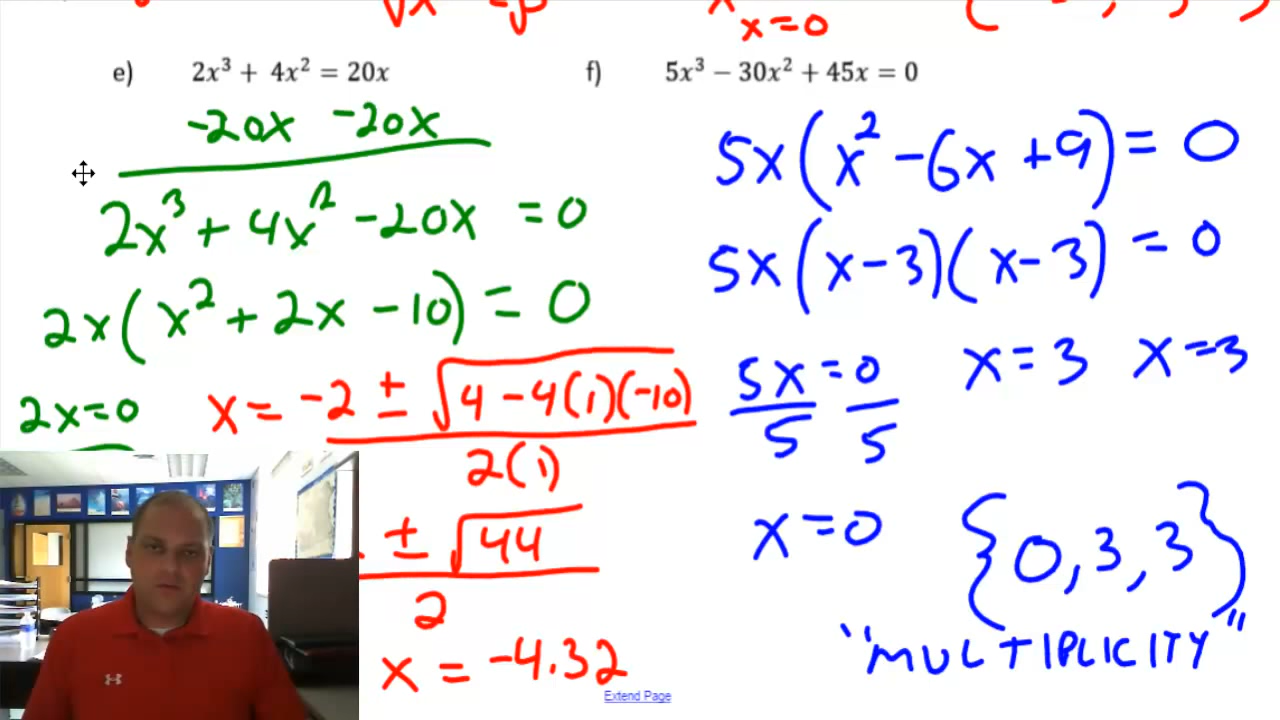 x = 0
e) 2x³ + 4x² = 20x
-20x -20x
2x³ + 4x² - 20x = 0
2x(x² + 2x - 10) = 0
2x = 0
x = -2 ± √4 - 4(1)(-10)
2(1)
± √44
2
x = -4.32
f) 5x³ − 30x² + 45x = 0
5x(x² - 6x + 9) = 0
5x(x - 3)(x - 3) = 0
5x = 0 x = 3 x = 3
5 5
x = 0
{0, 3, 3}
"MULTIPLICITY"
Extend Page